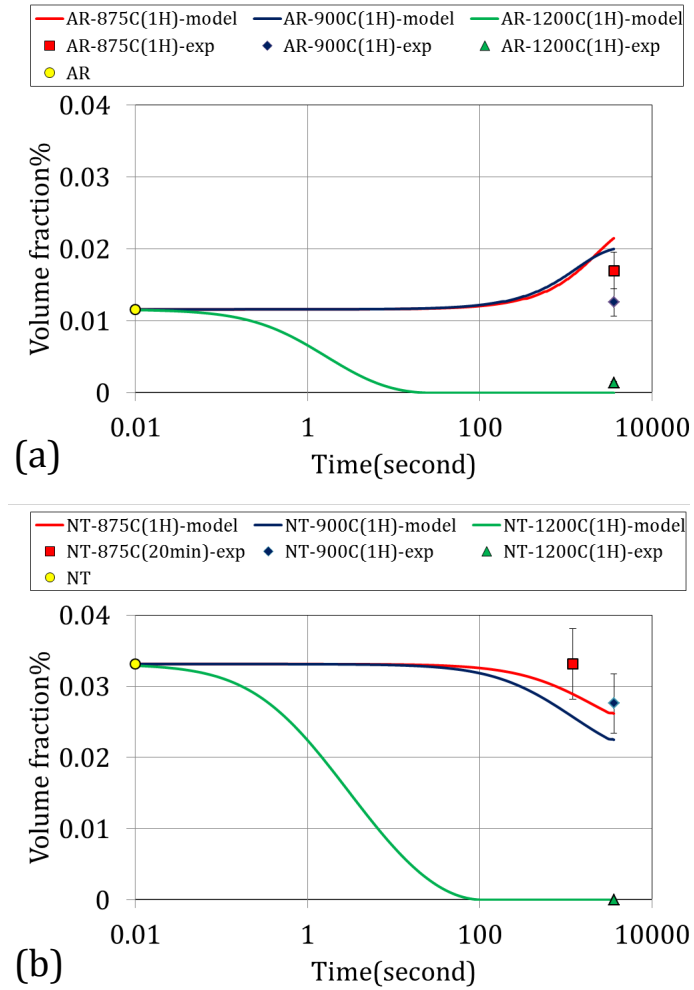 AR-875C(1H)-model AR-900C(1H)-model AR-1200C(1H)-model
AR-875C(1H)-exp AR-900C(1H)-exp AR-1200C(1H)-exp
AR
0.04
0.03
0.02
0.01
0
Volume fraction%
0.01 1 100 10000
Time(second)
(a)
NT-875C(1H)-model NT-900C(1H)-model NT-1200C(1H)-model
NT-875C(20min)-exp NT-900C(1H)-exp NT-1200C(1H)-exp
NT
0.04
0.03
0.02
0.01
0
Volume fraction%
0.01 1 100 10000
Time(second)
(b)